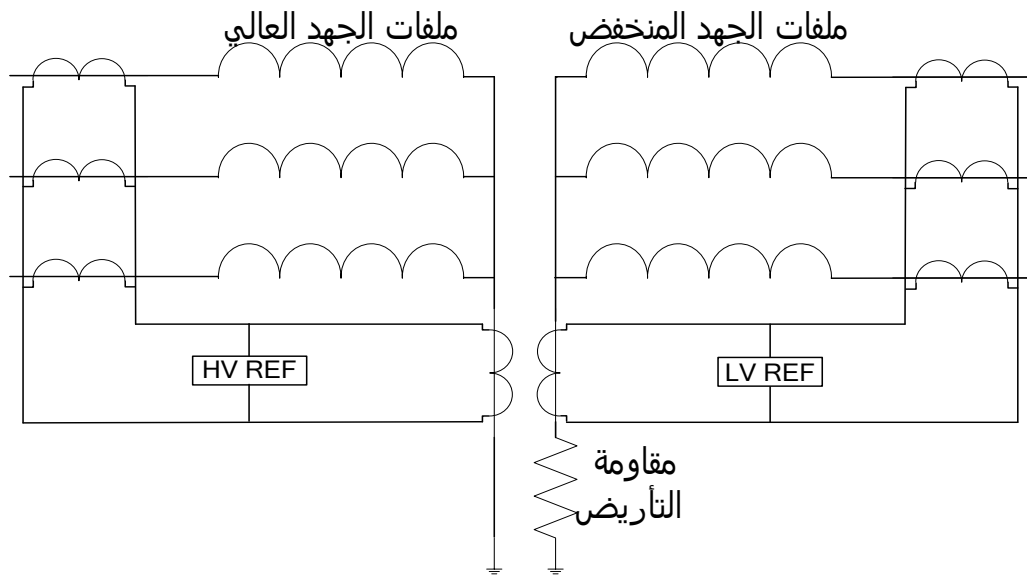 ملفات الجهد العالي
ملفات الجهد المنخفض
HV REF
LV REF
مقاومة
التأريض